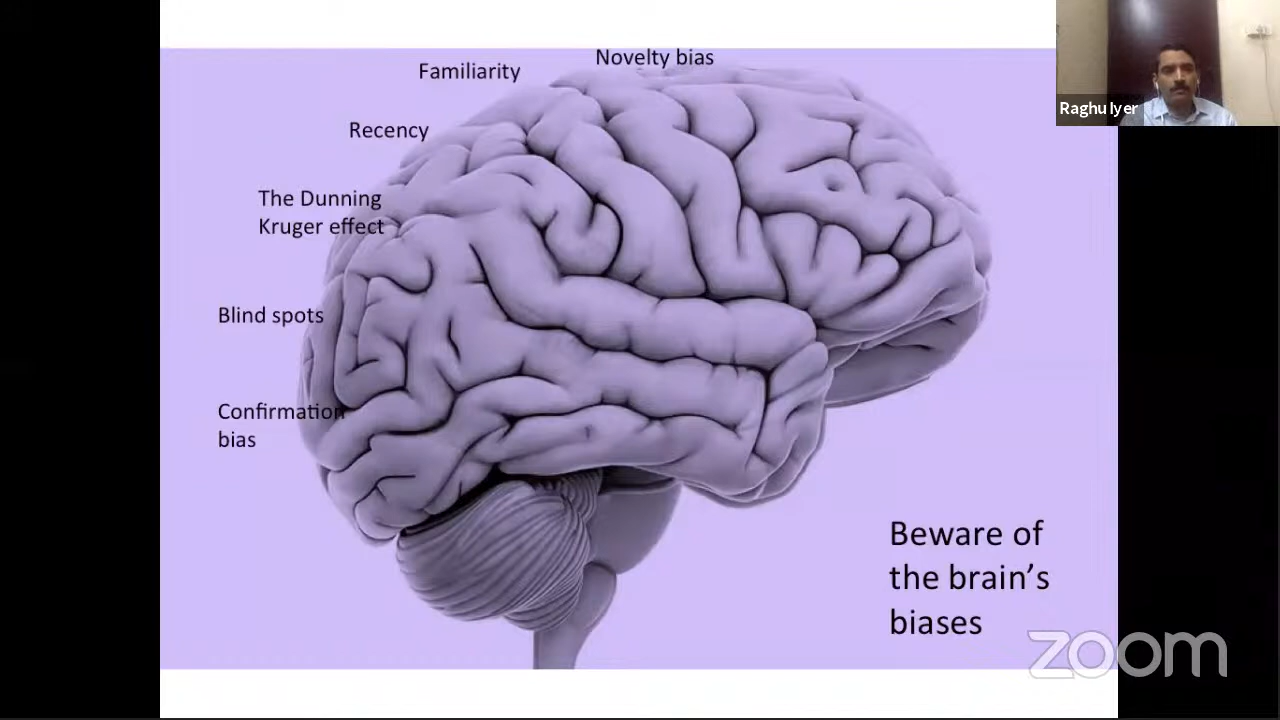 Novelty bias
Familiarity
Raghu Iyer
Recency
The Dunning
Kruger effect
Blind spots
Confirmation
bias
Beware of
the brain’s
biases
zoom